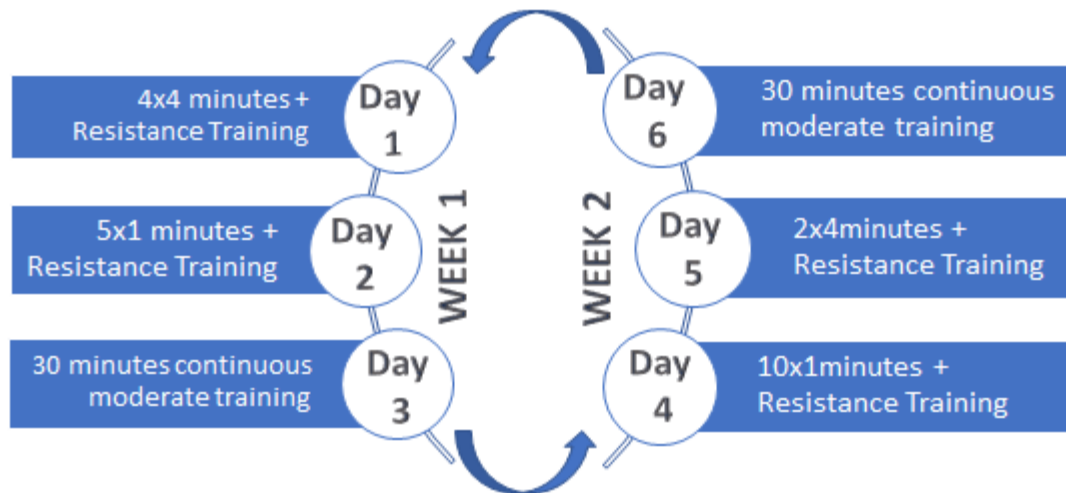 4x4 minutes +
Resistance Training
Day
1
5x1 minutes +
Resistance Training
Day
2
30 minutes continuous
moderate training
Day
3
WEEK 1
WEEK 2
Day
6
30 minutes continuous
moderate training
Day
5
2x4minutes +
Resistance Training
Day
4
10x1minutes +
Resistance Training